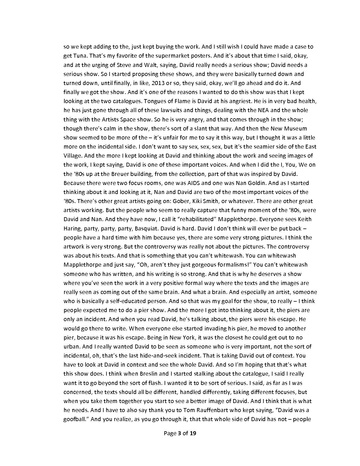 so we kept adding to the, just kept buying the work. And I still wish I could have made a case to
get Tuna. That's my favorite of the supermarket posters. And it's about that time I said, okay,
and at the urging of Steve and Walt, saying, David really needs a serious show; David needs a
serious show. So I started proposing these shows, and they were basically turned down and
turned down, until finally, in like, 2013 or so, they said, okay, we'll go ahead and do it. And
finally we got the show. And it's one of the reasons I wanted to do this show was that I kept
looking at the two catalogues. Tongues of Flame is David at his angriest. He is in very bad health,
he has just gone through all of these lawsuits and things, dealing with the NEA and the whole
thing with the Artists Space show. So he is very angry, and that comes through in the show;
though there's calm in the show, there's sort of a slant that way. And then the New Museum
show seemed to be more of the – it's unfair for me to say it this way, but I thought it was a little
more on the incidental side. I don't want to say sex, sex, sex, but it's the seamier side of the East
Village. And the more I kept looking at David and thinking about the work and seeing images of
the work, I kept saying, David is one of these important voices. And when I did the I, You, We on
the '80s up at the Breuer building, from the collection, part of that was inspired by David.
Because there were two focus rooms, one was AIDS and one was Nan Goldin. And as I started
thinking about it and looking at it, Nan and David are two of the most important voices of the
'80s. There's other great artists going on: Gober, Kiki Smith, or whatever. There are other great
artists working. But the people who seem to really capture that funny moment of the '80s, were
David and Nan. And they have now, I call it "rehabilitated" Mapplethorpe. Everyone sees Keith
Haring, party, party, party, Basquiat. David is hard. David I don't think will ever be put back –
people have a hard time with him because yes, there are some very strong pictures. I think the
artwork is very strong. But the controversy was really not about the pictures. The controversy
was about his texts. And that is something that you can't whitewash. You can whitewash
Mapplethorpe and just say, "Oh, aren't they just gorgeous formalisms!" You can't whitewash
someone who has written, and his writing is so strong. And that is why he deserves a show
where you've seen the work in a very positive formal way where the texts and the images are
really seen as coming out of the same brain. And what a brain. And especially an artist, someone
who is basically a self-educated person. And so that was my goal for the show, to really – I think
people expected me to do a pier show. And the more I got into thinking about it, the piers are
only an incident. And when you read David, he's talking about, the piers were his escape. He
would go there to write. When everyone else started invading his pier, he moved to another
pier, because it was his escape. Being in New York, it was the closest he could get out to no
urban. And I really wanted David to be seen as someone who is very important, not the sort of
incidental, oh, that's the last hide-and-seek incident. That is taking David out of context. You
have to look at David in context and see the whole David. And so I'm hoping that that's what
this show does. I think when Breslin and I started talking about the catalogue, I said I really
want it to go beyond the sort of flash. I wanted it to be sort of serious. I said, as far as I was
concerned, the texts should all be different, handled differently, taking different focuses, but
when you take them together you start to see a better image of David. And I think that is what
he needs. And I have to also say thank you to Tom Rauffenbart who kept saying, "David was a
goofball." And you realize, as you go through it, that that whole side of David has not – people
Page 3 of 19